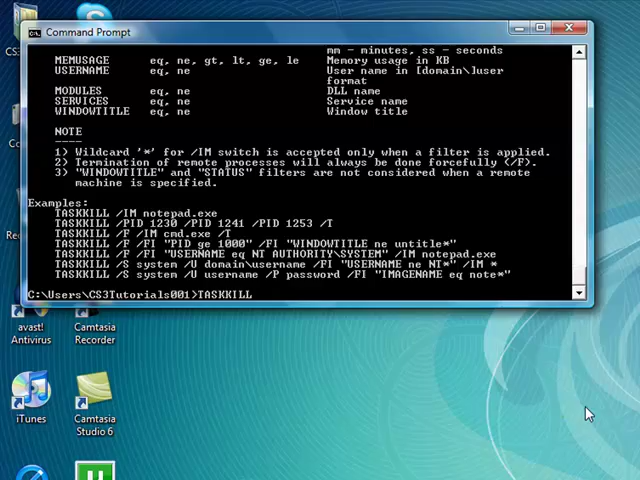 Command Prompt
mm - minutes, ss - seconds
MEMUSAGE eq, ne, gt, lt, ge, le Memory usage in KB
USERNAME eq, ne User name in [domain\]user
format
MODULES eq, ne DLL name
SERVICES eq, ne Service name
WINDOWTITLE eq, ne Window title
NOTE
----
1) Wildcard '*' for /IM switch is accepted only when a filter is applied.
2) Termination of remote processes will always be done forcefully (/F).
3) "WINDOWTITLE" and "STATUS" filters are not considered when a remote
machine is specified.
Examples:
TASKKILL /IM notepad.exe
TASKKILL /PID 1230 /PID 1241 /PID 1253 /T
TASKKILL /F /IM cmd.exe /T
TASKKILL /F /FI "PID ge 1000" /FI "WINDOWTITLE ne untitle*"
TASKKILL /F /FI "USERNAME eq NT AUTHORITY\SYSTEM" /IM notepad.exe
TASKKILL /S system /U domain\username /FI "USERNAME ne NT*" /IM *
TASKKILL /S system /U username /P password /FI "IMAGENAME eq note*"
C:\Users\CS3Tutorials001>TASKKILL
avast!
Antivirus
Camtasia
Recorder
iTunes
Camtasia
Studio 6